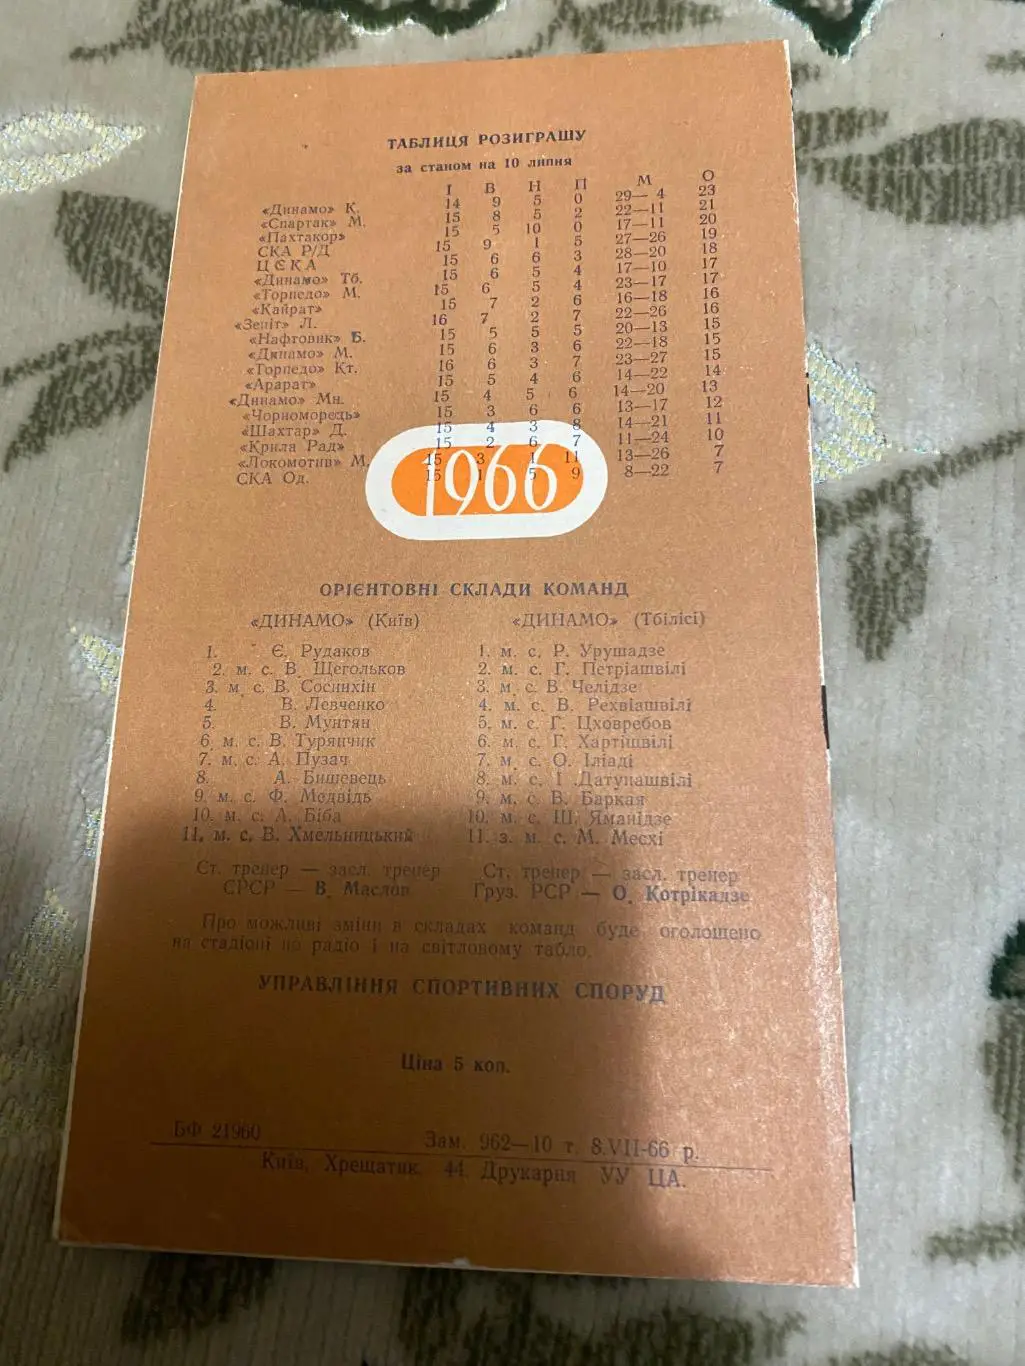 ТАБЛИЦЯ РОЗИГРАШУ
за станом на 10 липня
І В Н П М О
«Динамо» К. 14 9 5 0 29—4 23
«Спартак» М. 15 8 5 2 22—11 21
«Пахтакор» 15 5 10 0 17—11 20
СКА Р/Д 15 9 1 5 27—26 19
ЦСКА 15 6 6 3 28—20 18
«Динамо» Тб. 15 6 5 4 17—10 17
«Торпедо» М. 15 6 5 4 23—17 17
«Кайрат» 15 7 2 6 16—18 16
«Зеніт» Л. 16 7 2 7 22—26 16
«Нафтовик» Б. 15 5 5 5 20—13 15
«Динамо» М. 15 6 3 6 22—18 15
«Торпедо» Кт. 16 6 3 7 23—27 15
«Арарат» 15 5 4 6 14—22 14
«Динамо» Мн. 15 4 5 6 14—20 13
«Чорноморець» 15 3 6 6 13—17 12
«Шахтар» Д. 15 4 3 8 14—21 11
«Крила Рад» 15 2 6 7 11—24 10
«Локомотив» М. 15 3 1 11 13—26 7
СКА Од. 15 1 5 9 8—22 7
1966
ОРІЄНТОВНІ СКЛАДИ КОМАНД
«ДИНАМО» (Київ) «ДИНАМО» (Тбілісі)
1. Є. Рудаков 1. м. с. Р. Урушадзе
2. м. с. В. Щегольков 2. м. с. Г. Петріашвілі
3. м. с. В. Соснихін 3. м. с. В. Челідзе
4. В. Левченко 4. м. с. В. Рехвіашвілі
5. В. Мунтян 5. м. с. Г. Цховребов
6. м. с. В. Турянчик 6. м. с. Г. Хартішвілі
7. м. с. А. Пузач 7. м. с. О. Іліаді
8. А. Бишевець 8. м. с. І. Датунашвілі
9. м. с. Ф. Медвідь 9. м. с. В. Баркая
10. м. с. А. Біба 10. м. с. Ш. Яманідзе
11. м. с. В. Хмельницький 11. з. м. с. М. Месхі
Ст. тренер — засл. тренер Ст. тренер — засл. тренер
СРСР — В. Маслов Груз. РСР — О. Котрікадзе
Про можливі зміни в складах команд буде оголошено
на стадіоні по радіо і на світловому табло.
УПРАВЛІННЯ СПОРТИВНИХ СПОРУД
Ціна 5 коп.
БФ 21960 Зам. 962—10 т. 8.VII-66 р.
Київ, Хрещатик, 44. Друкарня УУ ЦА.